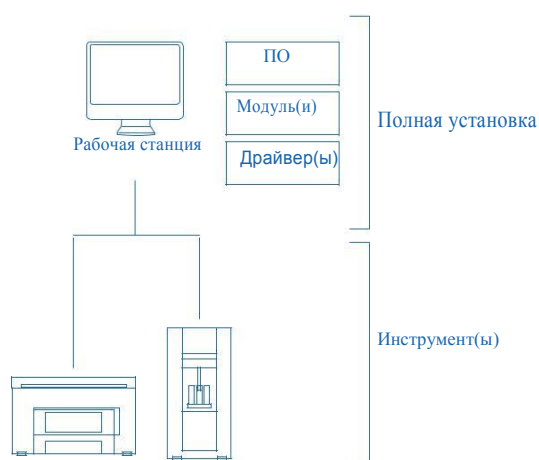 ПО
Модуль(и)
Рабочая станция
Драйвер(ы)
Полная установка
Инструмент(ы)